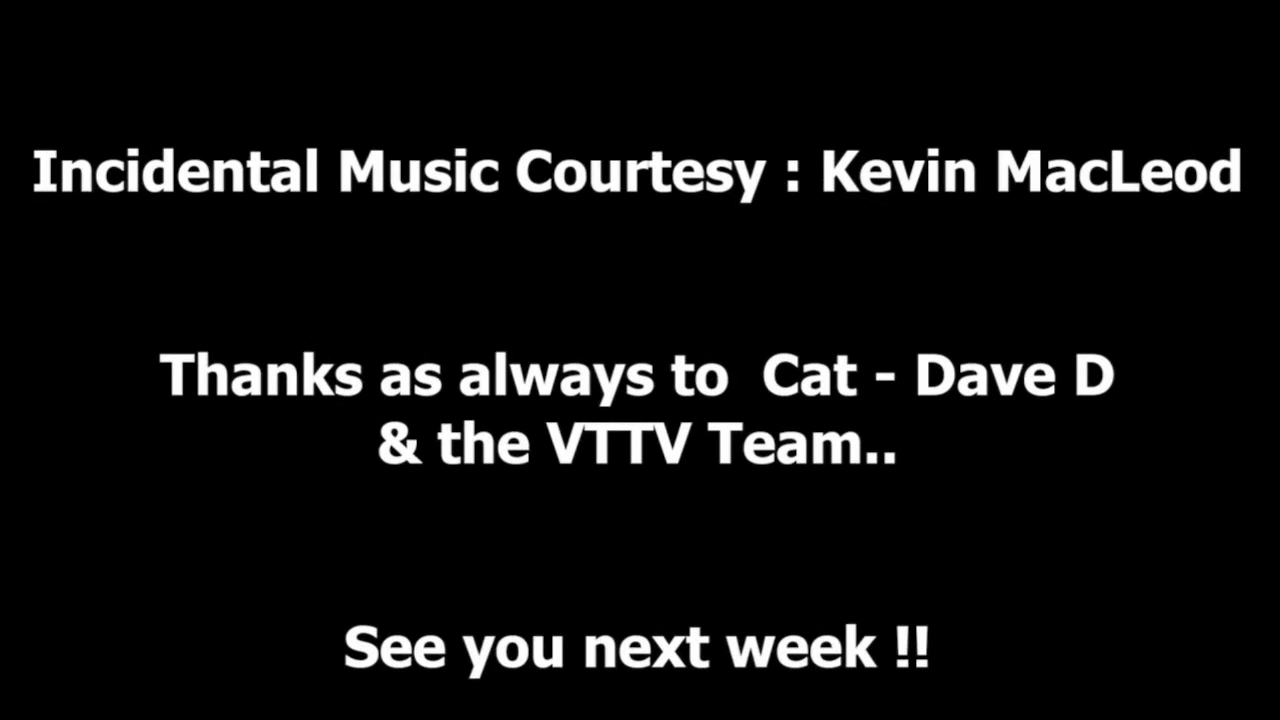 Incidental Music Courtesy : Kevin MacLeod
Thanks as always to  Cat - Dave D
& the VTTV Team..
See you next week !!